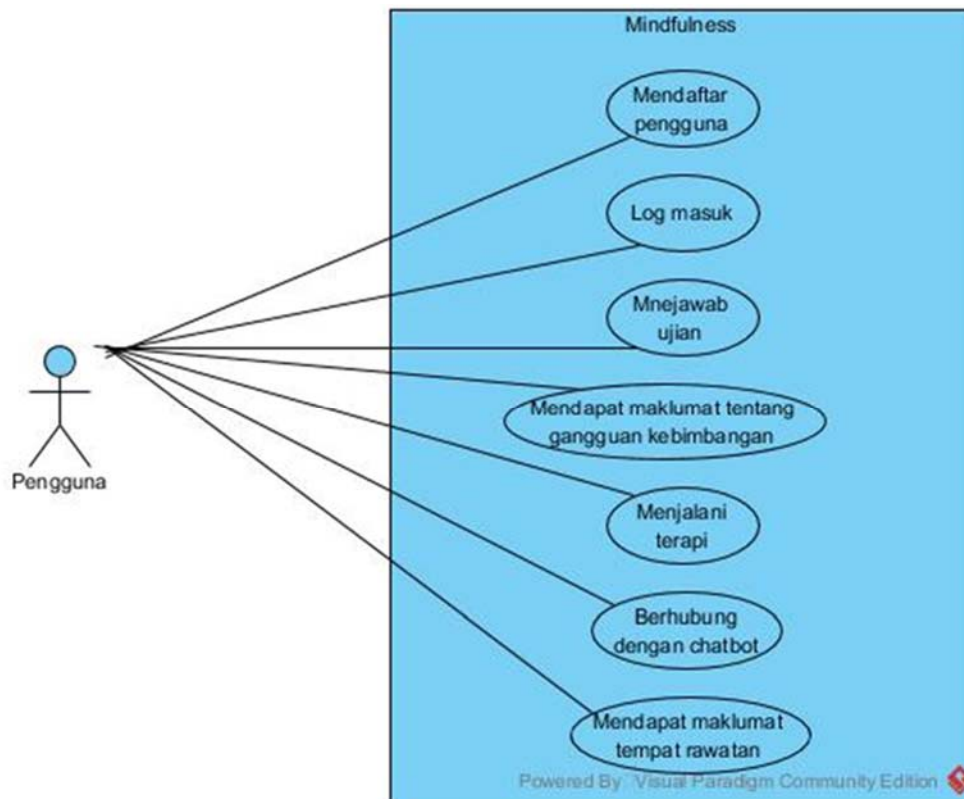 Mindfulness
Mendaftar
pengguna
Log masuk
Mnejawab
ujian
Mendapat maklumat tentang
gangguan kebimbangan
Pengguna
Menjalani
terapi
Berhubung
dengan chatbot
Mendapat maklumat
tempat rawatan
Powered By Visual Paradigm Community Edition